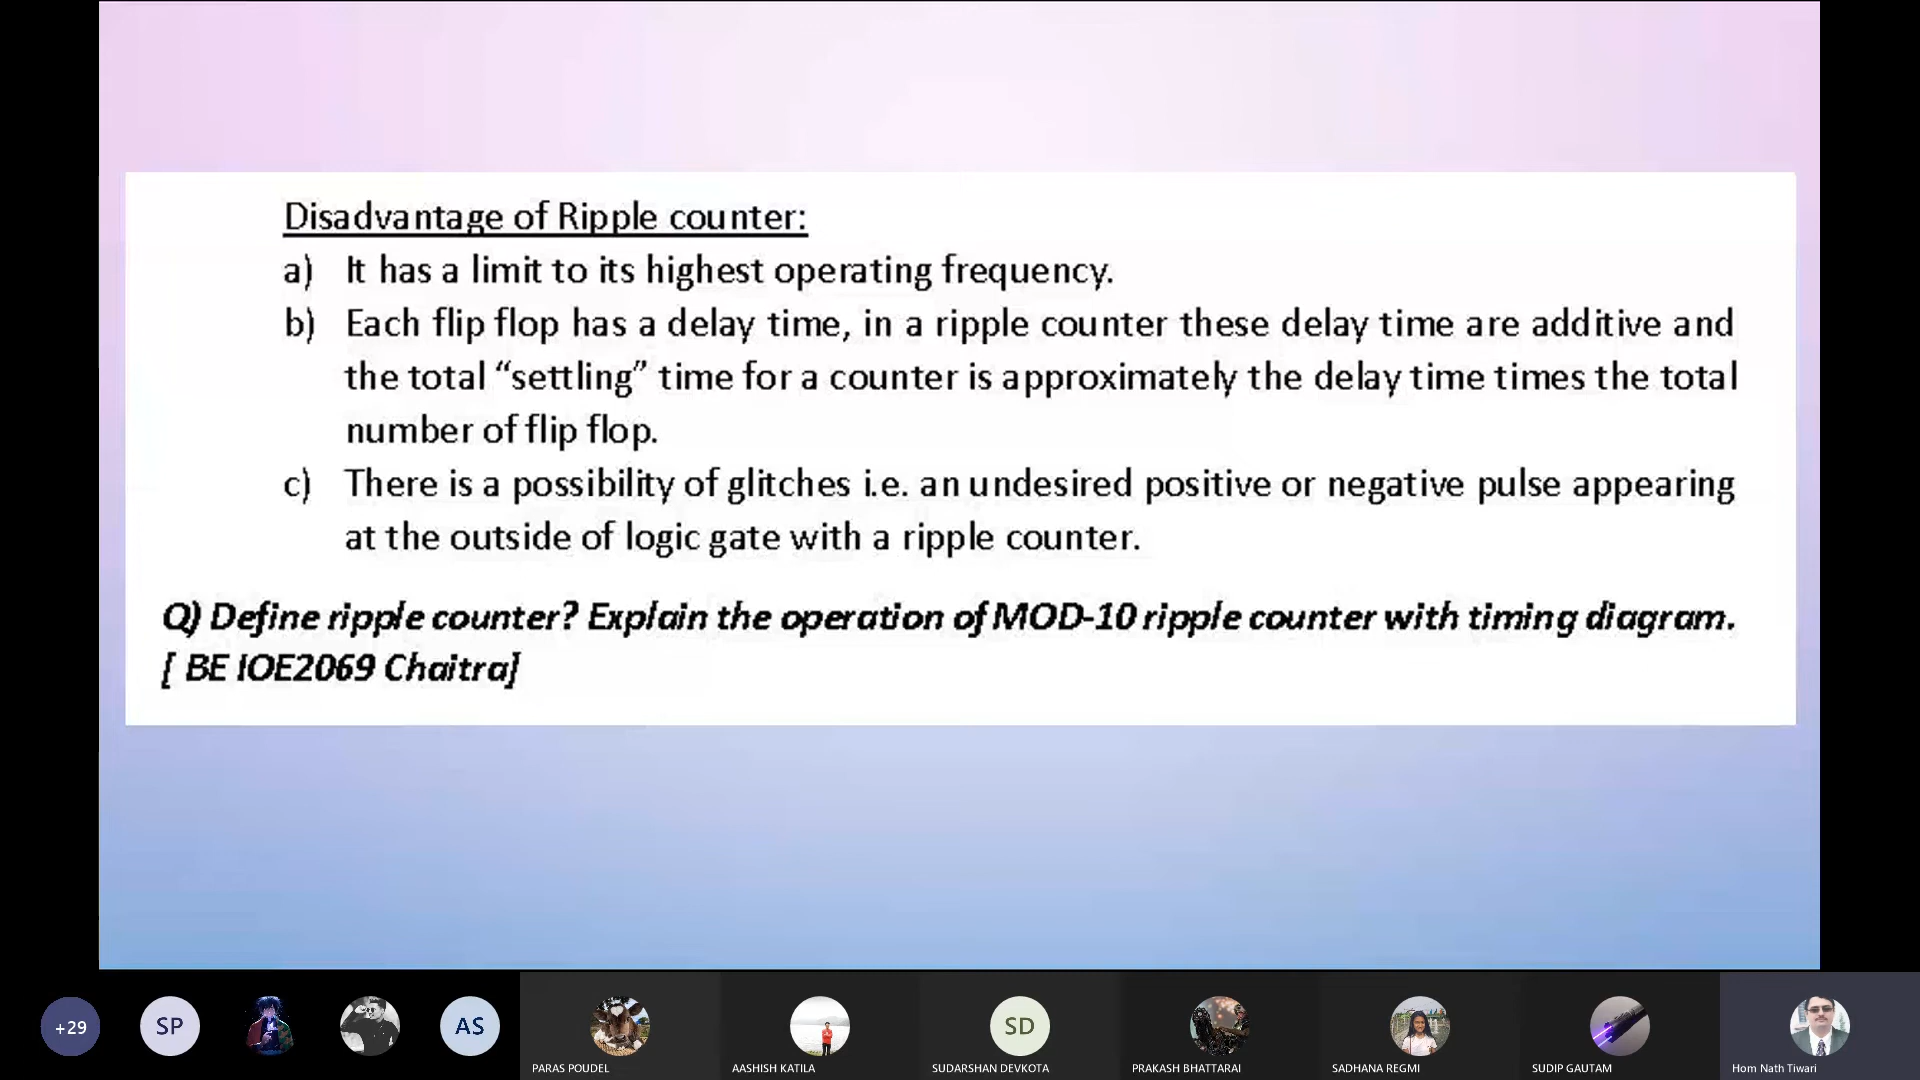 Disadvantage of Ripple counter:
a) It has a limit to its highest operating frequency.
b) Each flip flop has a delay time, in a ripple counter these delay time are additive and
the total “settling” time for a counter is approximately the delay time times the total
number of flip flop.
c) There is a possibility of glitches i.e. an undesired positive or negative pulse appearing
at the outside of logic gate with a ripple counter.
Q) Define ripple counter? Explain the operation of MOD-10 ripple counter with timing diagram.
[ BE IOE2069 Chaitra]
+29
SP
AS
SD
PARAS POUDEL
AASHISH KATILA
SUDARSHAN DEVKOTA
PRAKASH BHATTARAI
SADHANA REGMI
SUDIP GAUTAM
Hom Nath Tiwari